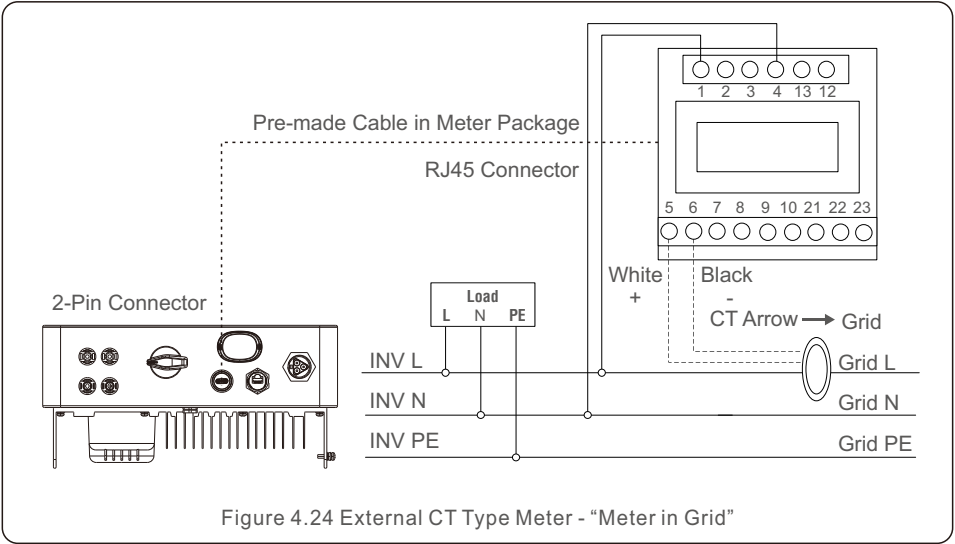 1 2 3 4 13 12
Pre-made Cable in Meter Package
RJ45 Connector
5 6 7 8 9 10 21 22 23
White
+
Black
-
2-Pin Connector
Load
L N PE
CT Arrow → Grid
INV L
Grid L
INV N
Grid N
INV PE
Grid PE
Figure 4.24 External CT Type Meter - “Meter in Grid”